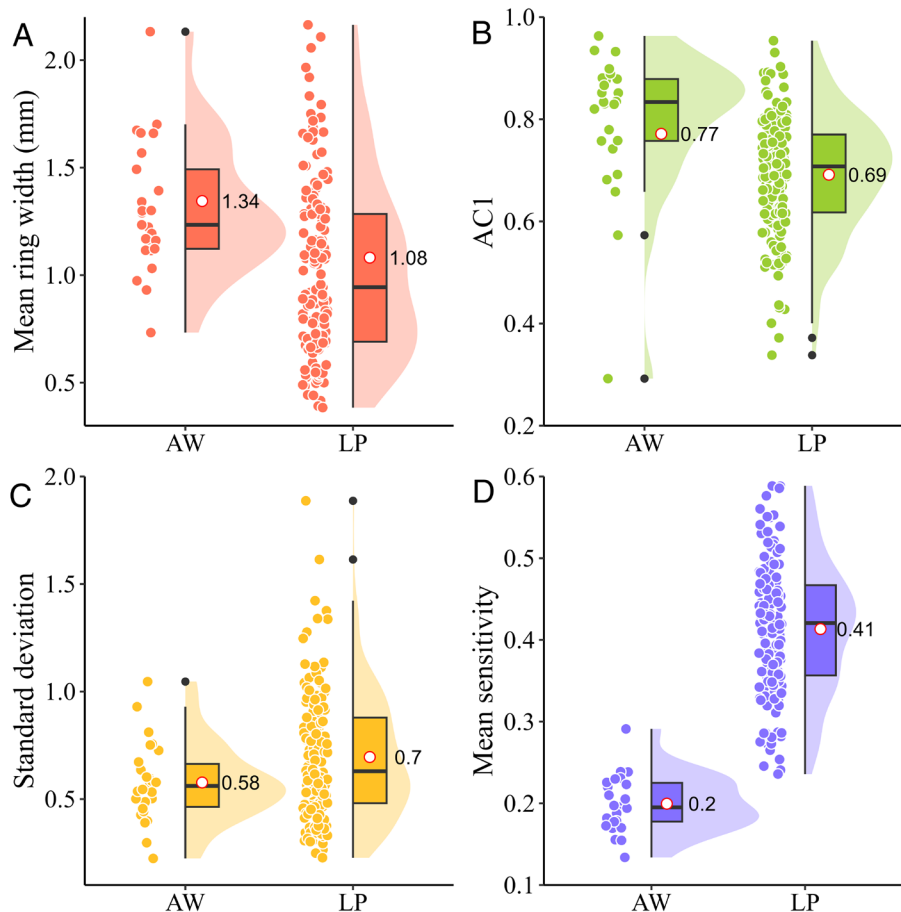 A
Mean ring width (mm)
2.0
1.5
1.0
0.5
1.34
1.08
AW
LP
B
AC1
1.0
0.8
0.6
0.4
0.2
0.77
0.69
AW
LP
C
Standard deviation
2.0
1.5
1.0
0.5
0.58
0.7
AW
LP
D
Mean sensitivity
0.6
0.5
0.4
0.3
0.2
0.1
0.2
0.41
AW
LP